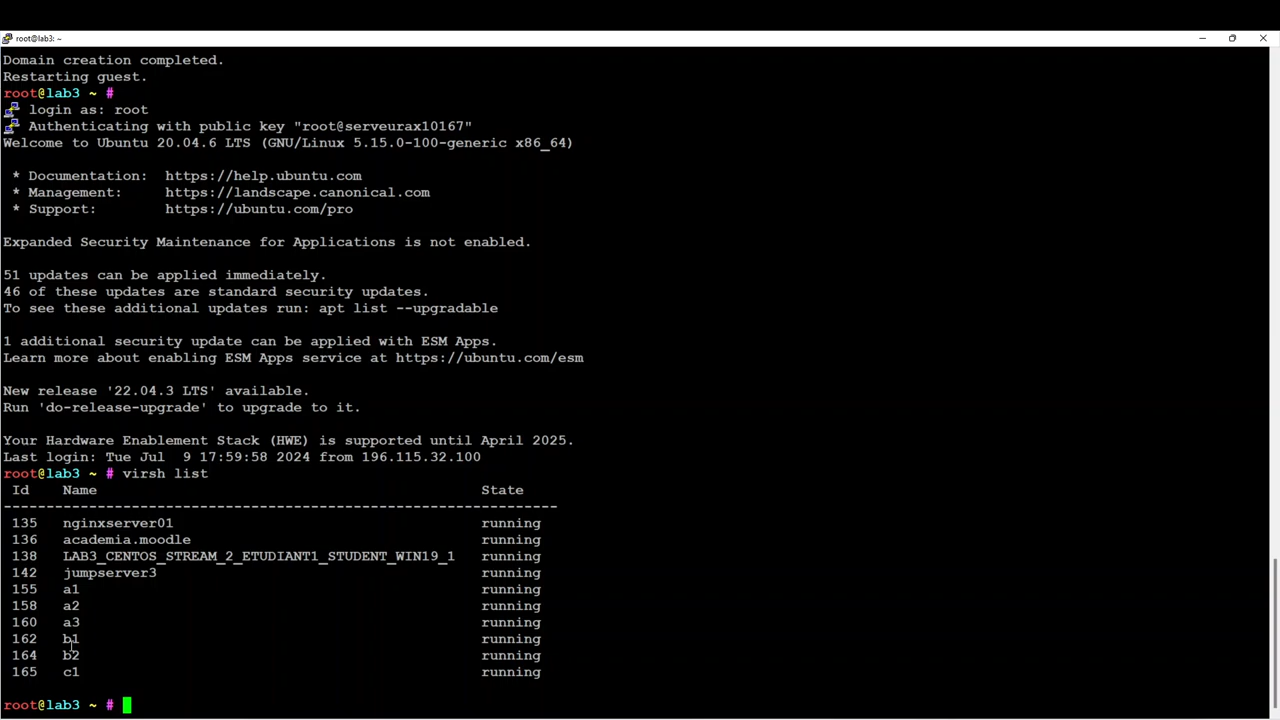 root@lab3: ~
Domain creation completed.
Restarting guest.
root@lab3 ~ #
login as: root
Authenticating with public key "root@serveurax10167"
Welcome to Ubuntu 20.04.6 LTS (GNU/Linux 5.15.0-100-generic x86_64)
* Documentation: https://help.ubuntu.com
* Management: https://landscape.canonical.com
* Support: https://ubuntu.com/pro
Expanded Security Maintenance for Applications is not enabled.
51 updates can be applied immediately.
46 of these updates are standard security updates.
To see these additional updates run: apt list --upgradable
1 additional security update can be applied with ESM Apps.
Learn more about enabling ESM Apps service at https://ubuntu.com/esm
New release '22.04.3 LTS' available.
Run 'do-release-upgrade' to upgrade to it.
Your Hardware Enablement Stack (HWE) is supported until April 2025.
Last login: Tue Jul 9 17:59:58 2024 from 196.115.32.100
root@lab3 ~ # virsh list
Id Name State
----------------------------------------------------------------
135 nginxserver01 running
136 academia.moodle running
138 LAB3_CENTOS_STREAM_2_ETUDIANT1_STUDENT_WIN19_1 running
142 jumpserver3 running
155 a1 running
158 a2 running
160 a3 running
162 b1 running
164 b2 running
165 c1 running
root@lab3 ~ #